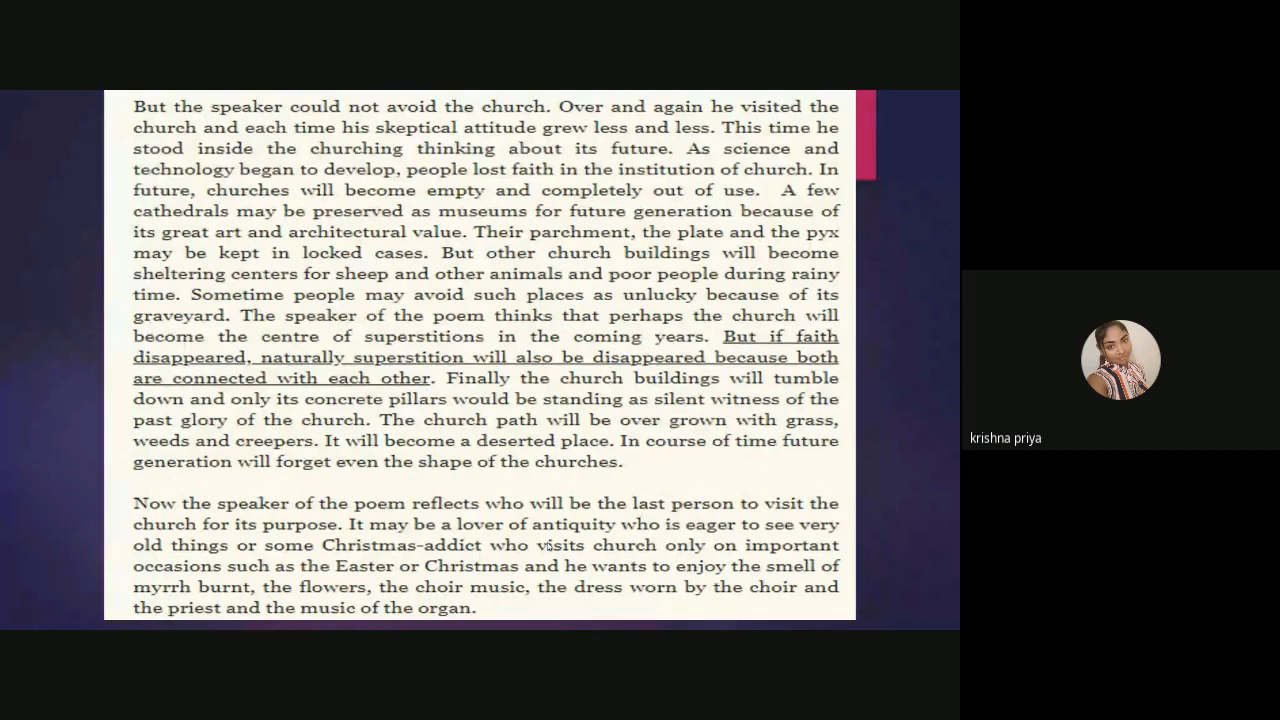 But the speaker could not avoid the church. Over and again he visited the
church and each time his skeptical attitude grew less and less. This time he
stood inside the churching thinking about its future. As science and
technology began to develop, people lost faith in the institution of church. In
future, churches will become empty and completely out of use. A few
cathedrals may be preserved as museums for future generation because of
its great art and architectural value. Their parchment, the plate and the pyx
may be kept in locked cases. But other church buildings will become
sheltering centers for sheep and other animals and poor people during rainy
time. Sometime people may avoid such places as unlucky because of its
graveyard. The speaker of the poem thinks that perhaps the church will
become the centre of superstitions in the coming years. But if faith
disappeared, naturally superstition will also be disappeared because both
are connected with each other. Finally the church buildings will tumble
down and only its concrete pillars would be standing as silent witness of the
past glory of the church. The church path will be over grown with grass,
weeds and creepers. It will become a deserted place. In course of time future
generation will forget even the shape of the churches.
Now the speaker of the poem reflects who will be the last person to visit the
church for its purpose. It may be a lover of antiquity who is eager to see very
old things or some Christmas-addict who visits church only on important
occasions such as the Easter or Christmas and he wants to enjoy the smell of
myrrh burnt, the flowers, the choir music, the dress worn by the choir and
the priest and the music of the organ.
krishna priya